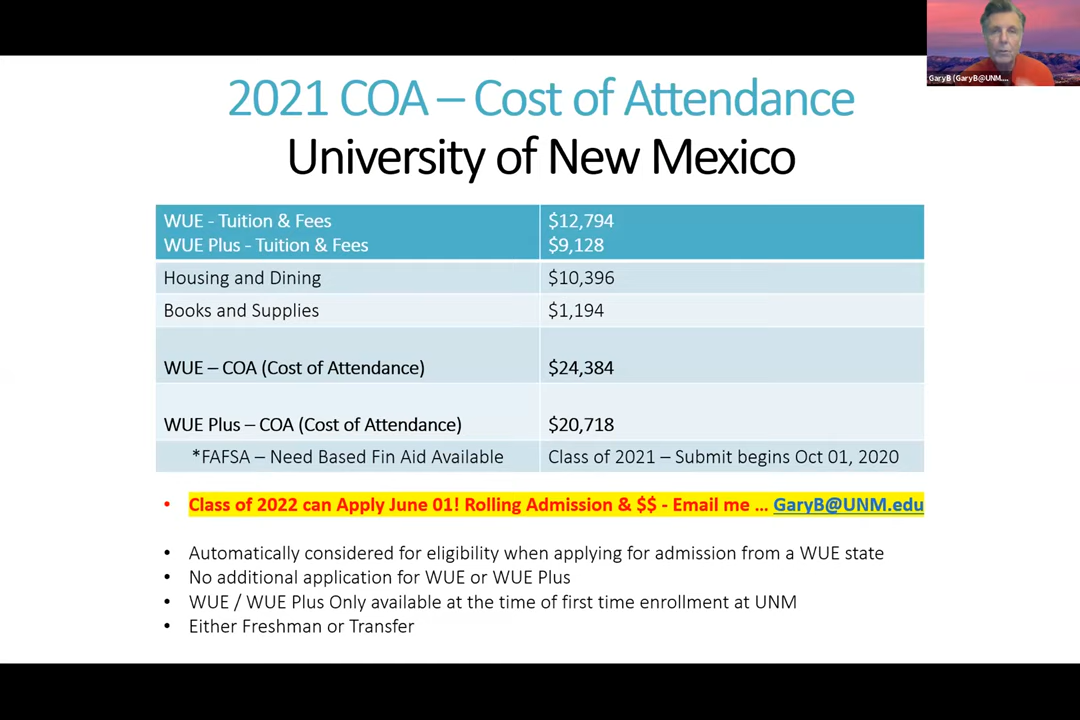 GaryB (GaryB@UNM....
2021 COA – Cost of Attendance
University of New Mexico
WUE - Tuition & Fees $12,794
WUE Plus - Tuition & Fees $9,128
Housing and Dining $10,396
Books and Supplies $1,194
WUE – COA (Cost of Attendance) $24,384
WUE Plus – COA (Cost of Attendance) $20,718
*FAFSA – Need Based Fin Aid Available Class of 2021 – Submit begins Oct 01, 2020
• Class of 2022 can Apply June 01! Rolling Admission & $$ - Email me … GaryB@UNM.edu
• Automatically considered for eligibility when applying for admission from a WUE state
• No additional application for WUE or WUE Plus
• WUE / WUE Plus Only available at the time of first time enrollment at UNM
• Either Freshman or Transfer